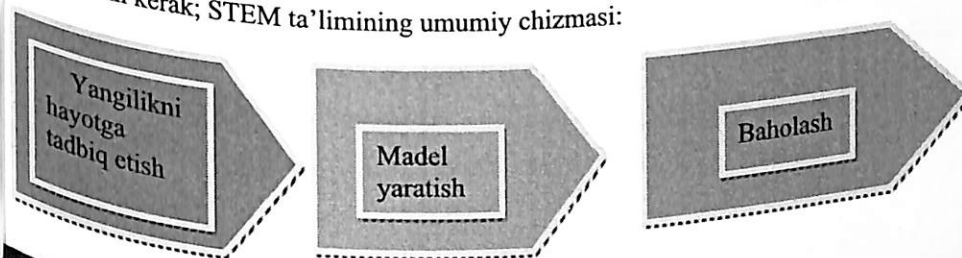 kerak; STEM ta’limining umumiy chizmasi:
Yangilikni
hayotga
tadbiq etish
Madel
yaratish
Baholash